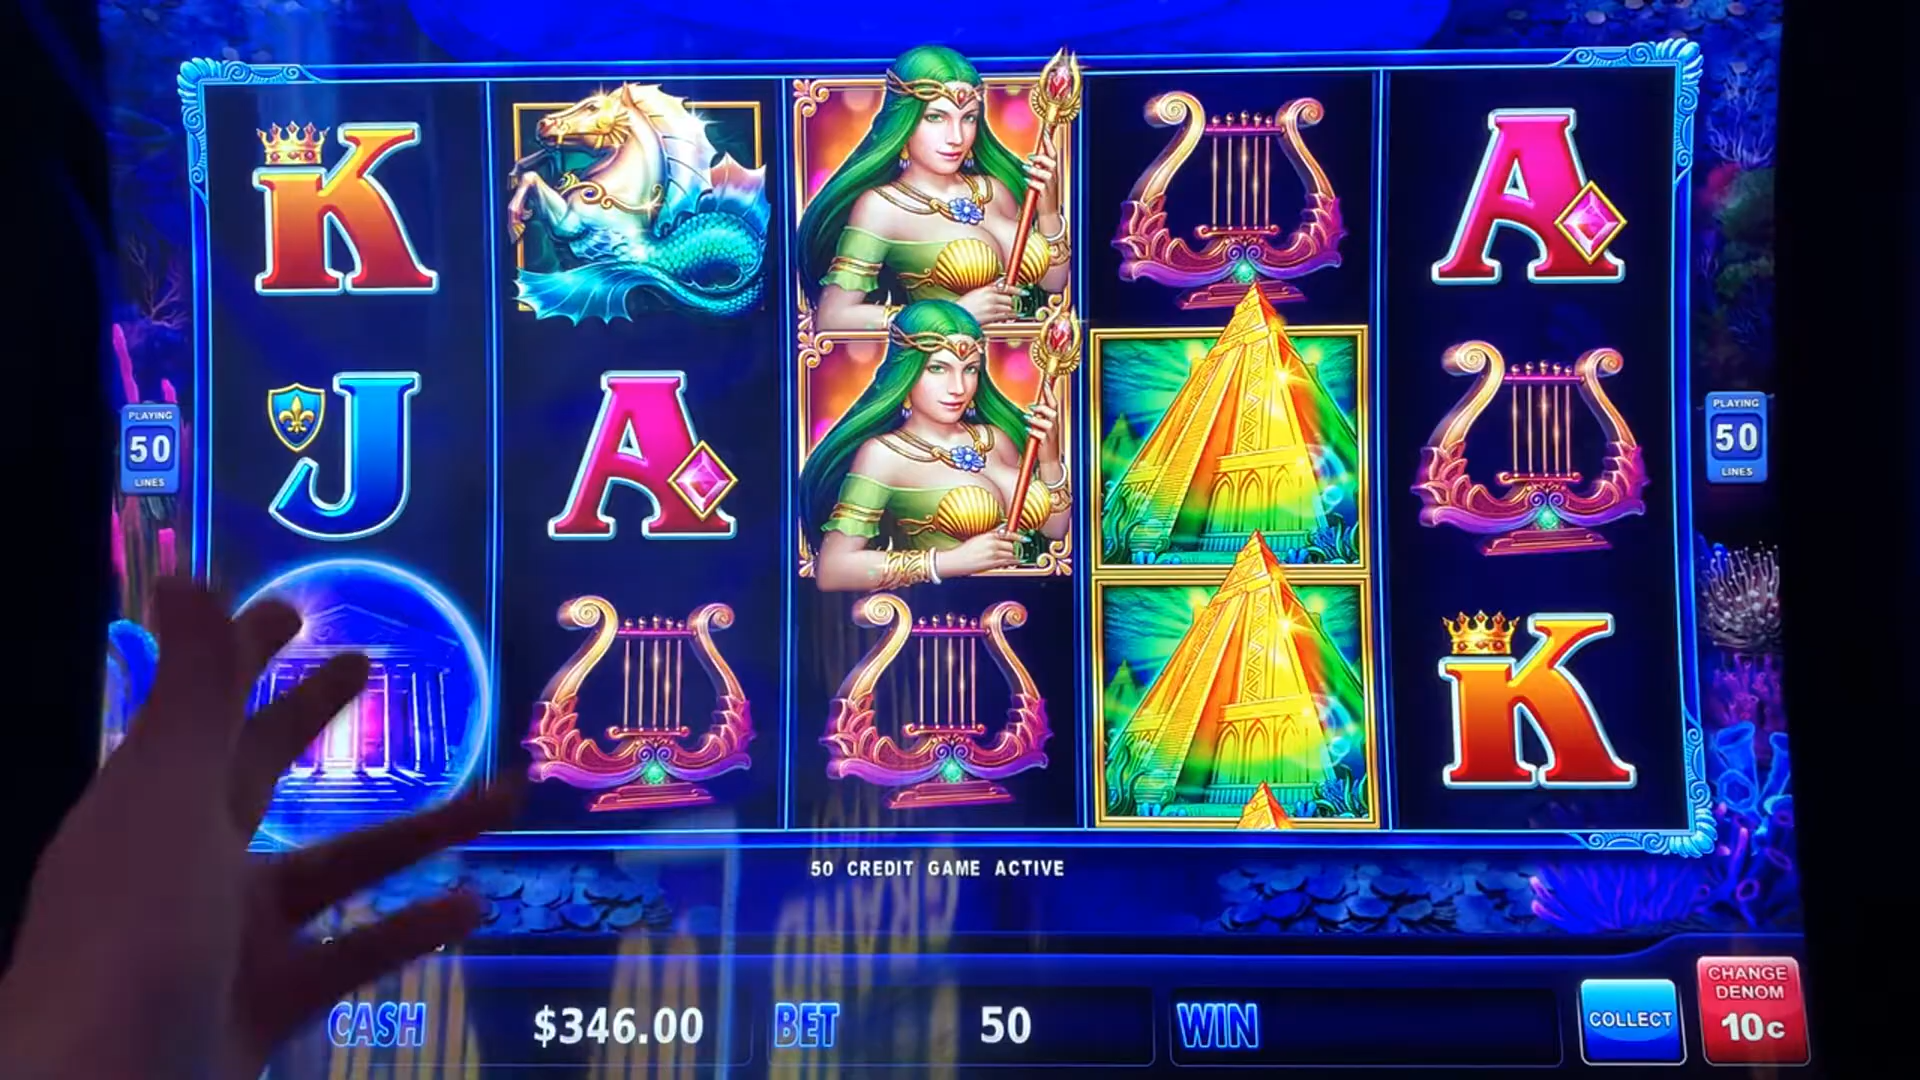 K
A
J
A
K
PLAYING
50
LINES
PLAYING
50
LINES
50 CREDIT GAME ACTIVE
CASH $346.00 BET 50 WIN
COLLECT
CHANGE
DENOM
10c